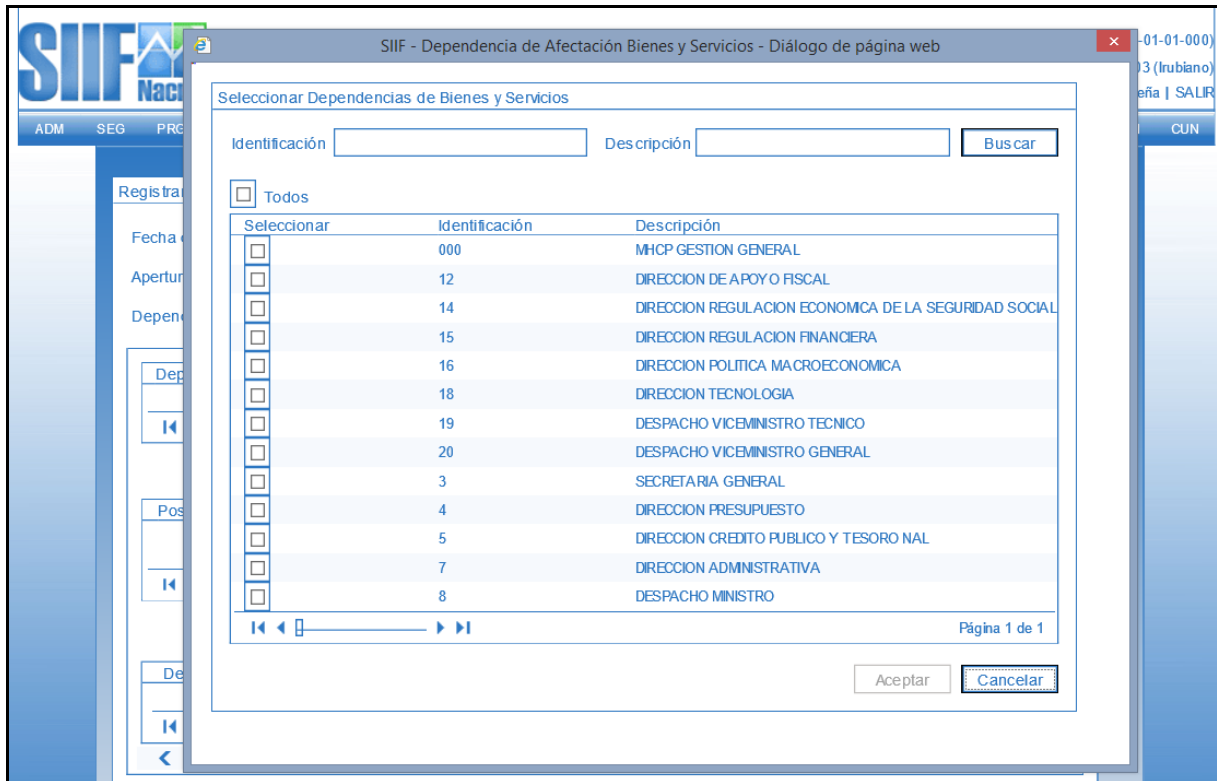 SIIF
Nac
SIIF - Dependencia de Afectación Bienes y Servicios - Diálogo de página web
-01-01-000)
03 (lrubiano)
eña | SALIR
ADM SEG PRG CUN
Seleccionar Dependencias de Bienes y Servicios
Identificación Descripción Buscar
Todos
Registra
Fecha
Apertur
Depen
Dep
Pos
De
Seleccionar Identificación Descripción
000 MHCP GESTION GENERAL
12 DIRECCION DE APOYO FISCAL
14 DIRECCION REGULACION ECONOMICA DE LA SEGURIDAD SOCIAL
15 DIRECCION REGULACION FINANCIERA
16 DIRECCION POLITICA MACROECONOMICA
18 DIRECCION TECNOLOGIA
19 DESPACHO VICEMINISTRO TECNICO
20 DESPACHO VICEMINISTRO GENERAL
3 SECRETARIA GENERAL
4 DIRECCION PRESUPUESTO
5 DIRECCION CREDITO PUBLICO Y TESORO NAL
7 DIRECCION ADMINISTRATIVA
8 DESPACHO MINISTRO
Página 1 de 1
Aceptar Cancelar